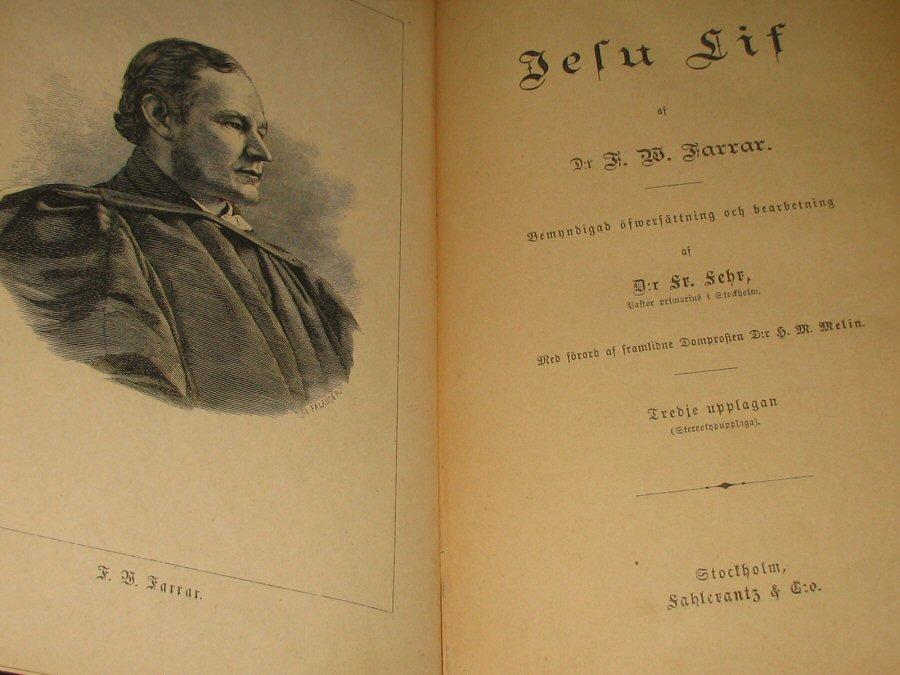 F. W. Farrar.
Jesu Lif
af
D:r F. W. Farrar.
Bemyndigad öfwersättning och bearbetning
af
D:r Fr. Fehr,
Pastor primarius i Stockholm.
Med förord af framlidne Domprosten D:r H. M. Melin.
Tredje upplagan
(Stereotypupplaga).
Stockholm,
Fahlcrantz & C:o.